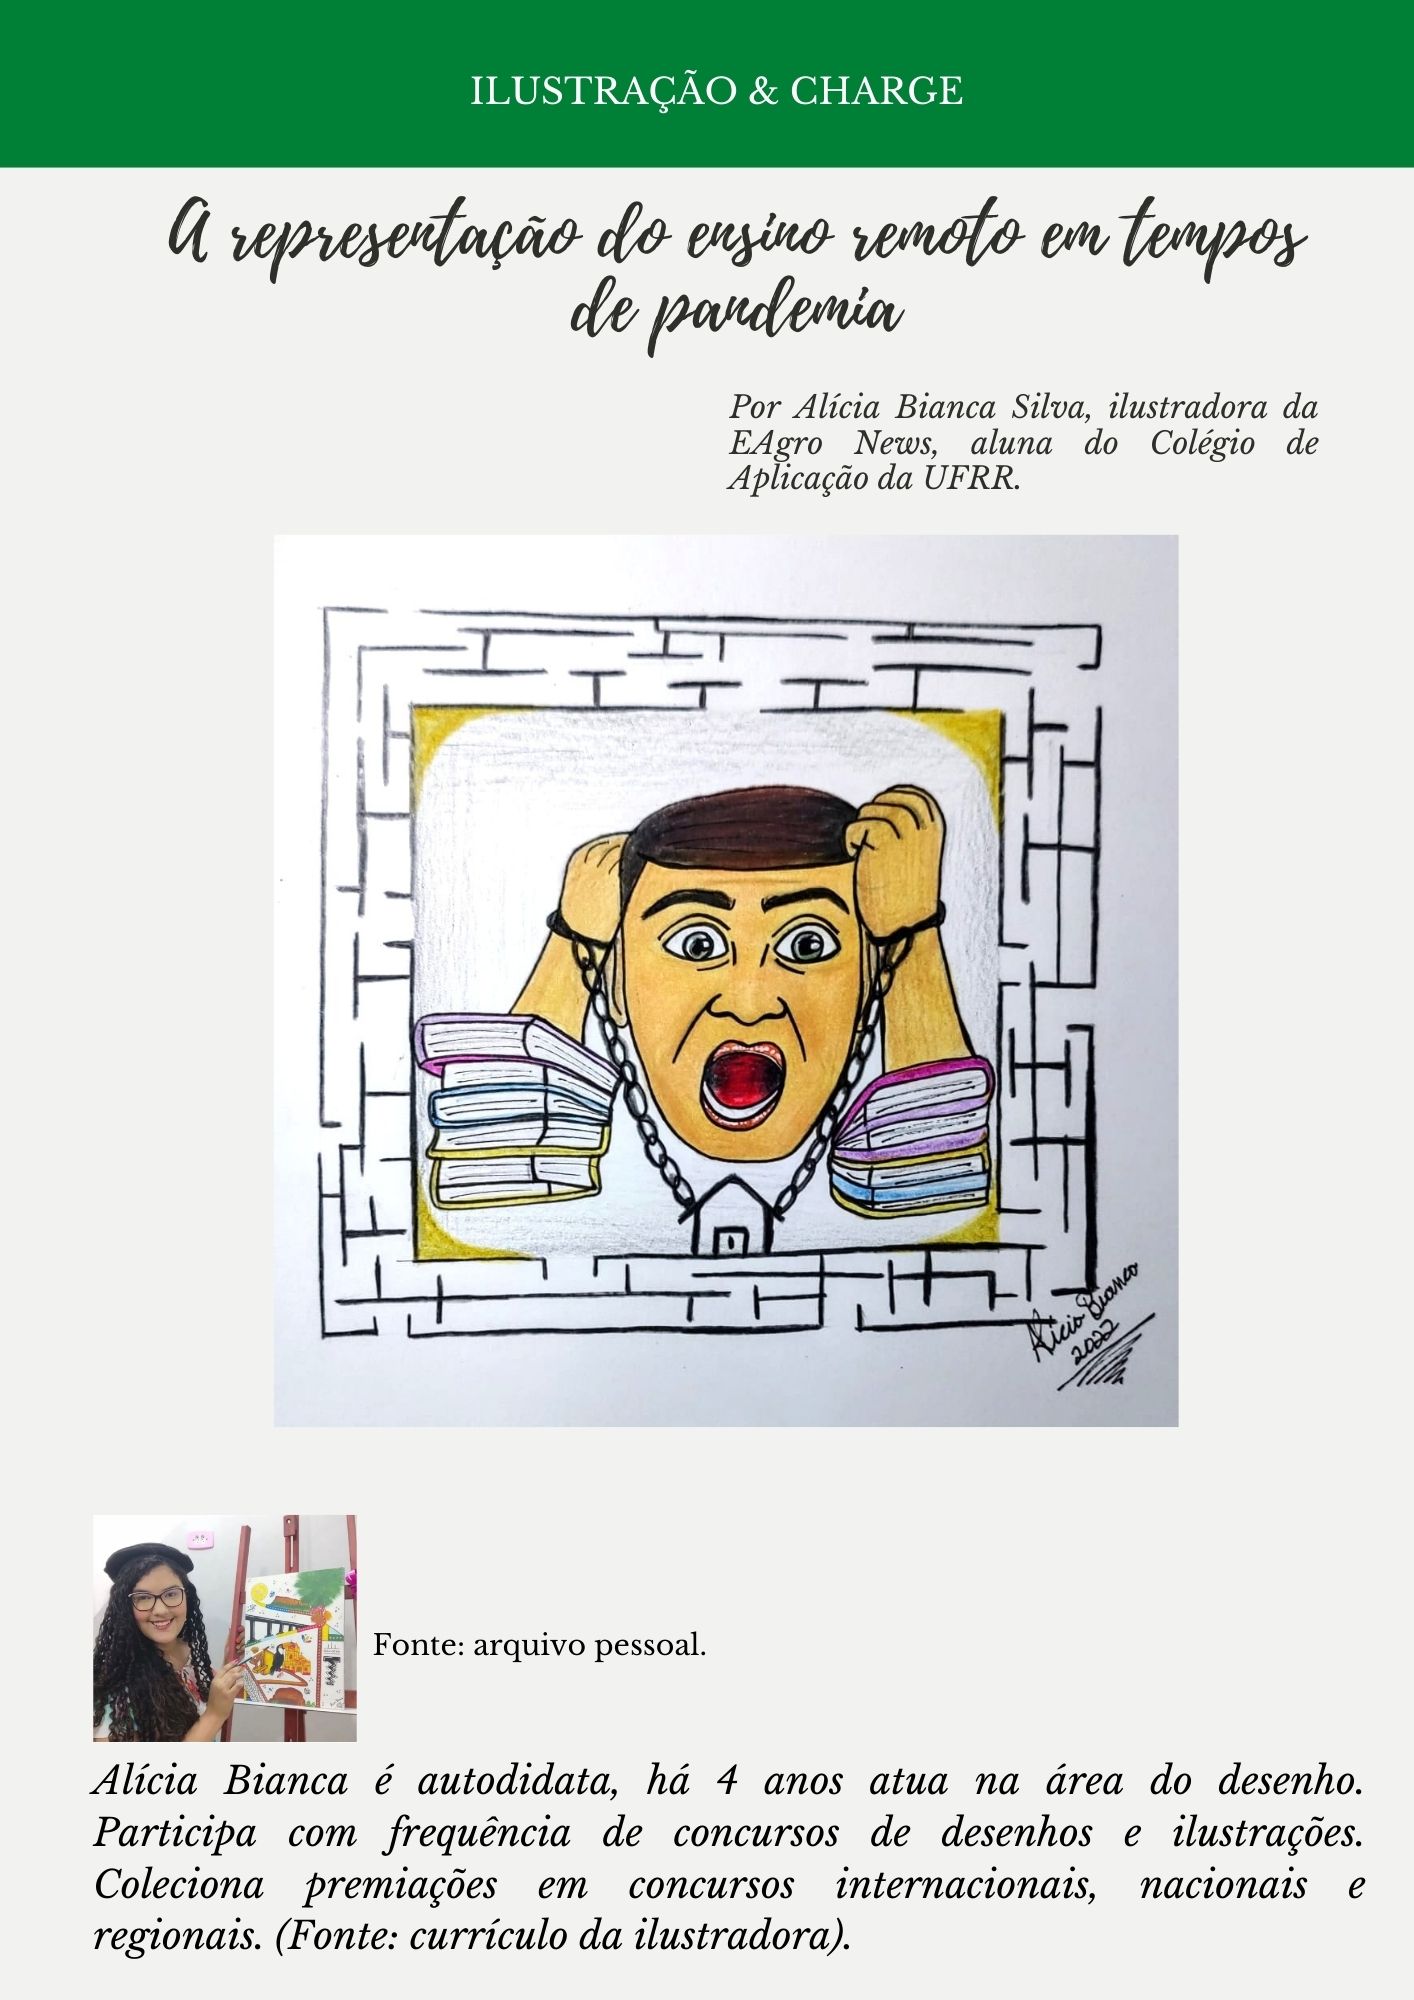 ILUSTRAÇÃO & CHARGE
A representação do ensino remoto em tempos
de pandemia
Por Alícia Bianca Silva, ilustradora da
EAgro News, aluna do Colégio de
Aplicação da UFRR.
Alícia Bianca
2022
Fonte: arquivo pessoal.
Alícia Bianca é autodidata, há 4 anos atua na área do desenho.
Participa com frequência de concursos de desenhos e ilustrações.
Coleciona premiações em concursos internacionais, nacionais e
regionais. (Fonte: currículo da ilustradora).